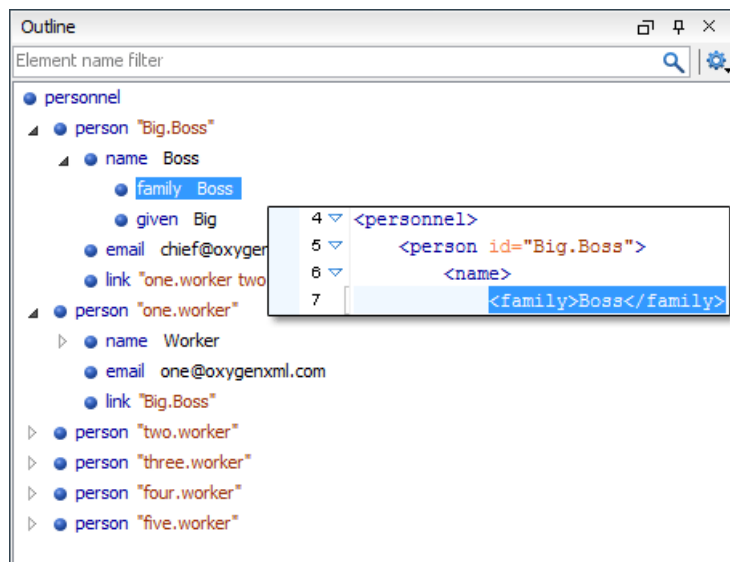 Outline
Element name filter
personnel
person "Big.Boss"
name Boss
family Boss
given Big
email chief@oxyger
link "one.worker two
4 <personnel>
5 <person id="Big.Boss">
6 <name>
7 <family>Boss</family>
person "one.worker"
name Worker
email one@oxygenxml.com
link "Big.Boss"
person "two.worker"
person "three.worker"
person "four.worker"
person "five.worker"